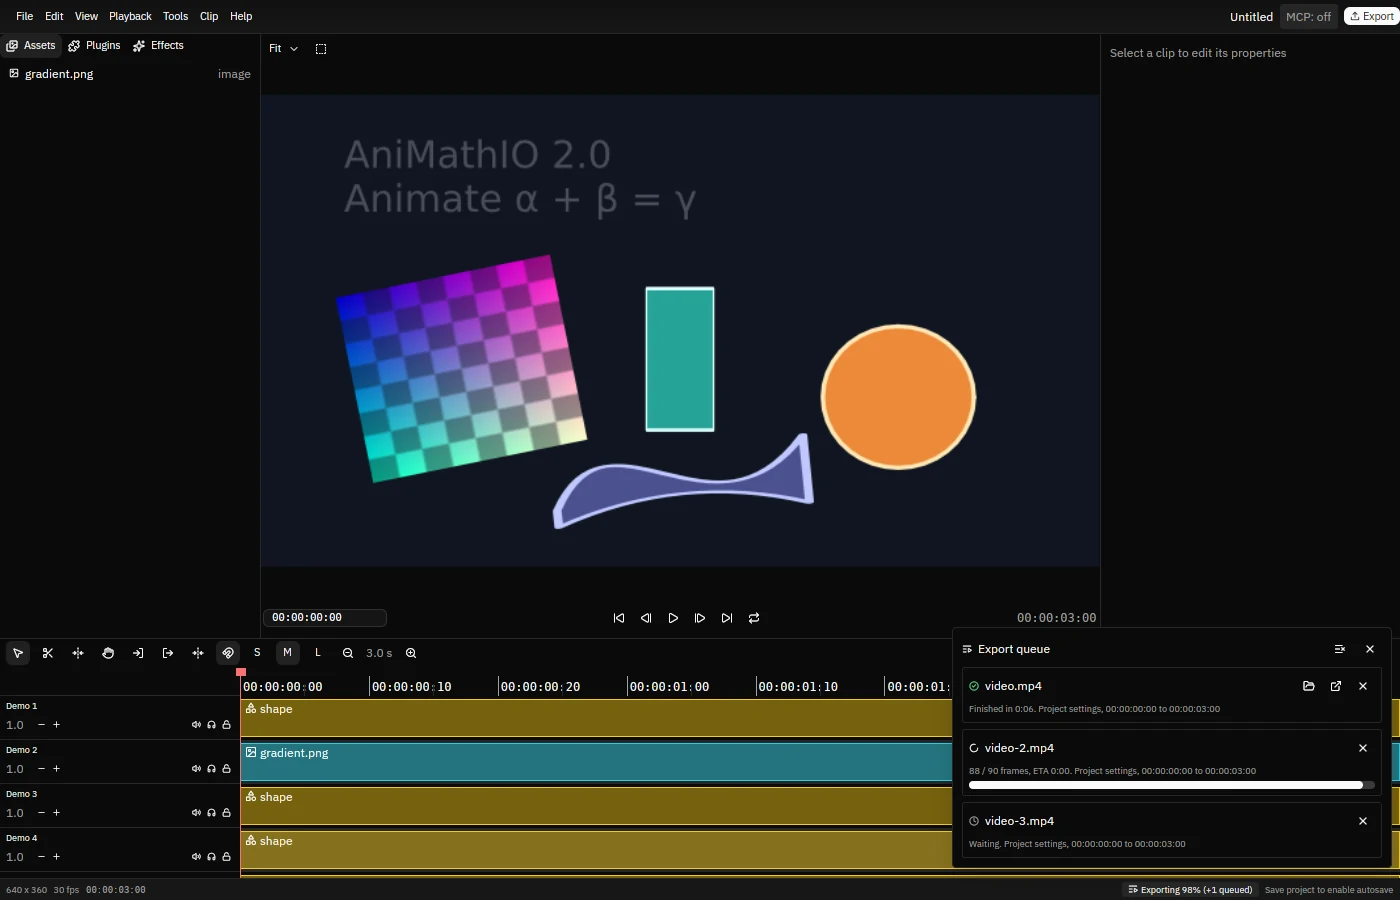 File Edit View Playback Tools Clip Help
Untitled MCP: off Export
Assets Plugins Effects
gradient.png image
Fit
Select a clip to edit its properties
AniMathIO 2.0
Animate α + β = γ
00:00:00:00
00:00:03:00
S M L 3.0 s
00:00:00:00 00:00:00:10 00:00:00:20 00:00:01:00 00:00:01:10 00:00:01:
Demo 1
1.0
shape
Demo 2
1.0
gradient.png
Demo 3
1.0
shape
Demo 4
1.0
shape
Export queue
video.mp4
Finished in 0:06. Project settings, 00:00:00:00 to 00:00:03:00
video-2.mp4
88 / 90 frames, ETA 0:00. Project settings, 00:00:00:00 to 00:00:03:00
video-3.mp4
Waiting. Project settings, 00:00:00:00 to 00:00:03:00
640 x 360 30 fps 00:00:03:00
Exporting 98% (+1 queued) Save project to enable autosave